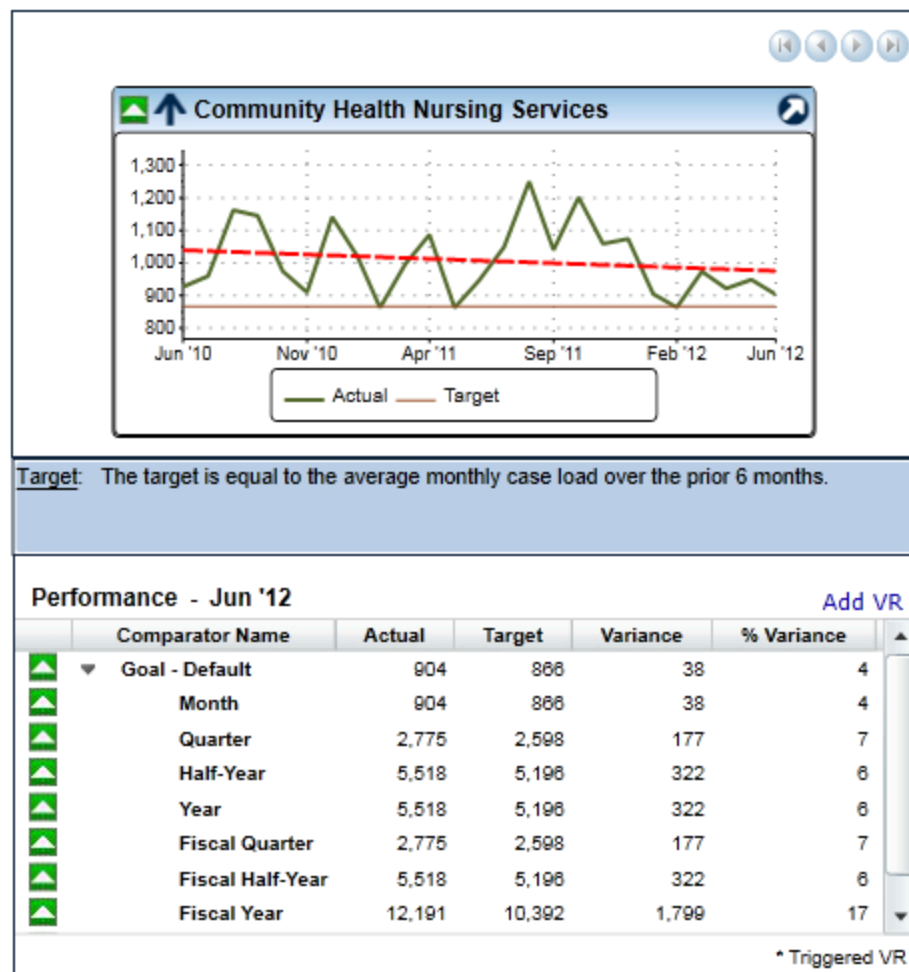 Community Health Nursing Services
1,300
1,200
1,100
1,000
900
800
Jun '10 Nov '10 Apr '11 Sep '11 Feb '12 Jun '12
Actual Target
Target: The target is equal to the average monthly case load over the prior 6 months.
Performance - Jun '12
Add VR
Comparator Name Actual Target Variance % Variance
Goal - Default 904 866 38 4
Month 904 866 38 4
Quarter 2,775 2,598 177 7
Half-Year 5,518 5,196 322 6
Year 5,518 5,196 322 6
Fiscal Quarter 2,775 2,598 177 7
Fiscal Half-Year 5,518 5,196 322 6
Fiscal Year 12,191 10,392 1,799 17
* Triggered VR